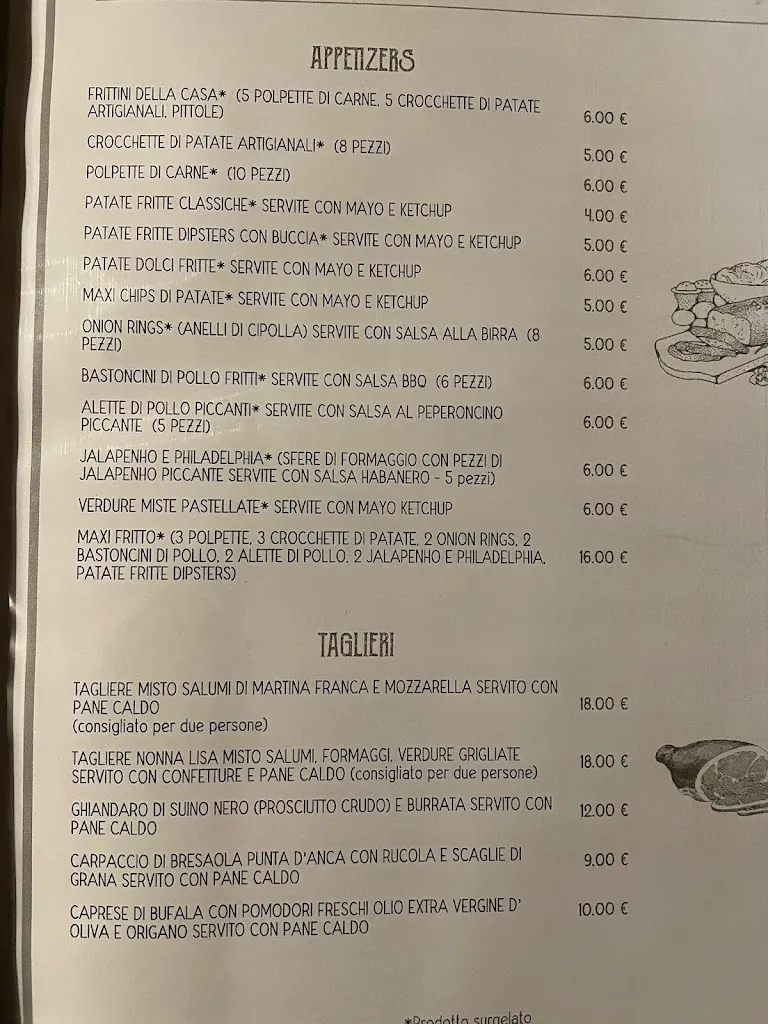 APPETIZERS
FRITTINI DELLA CASA* (5 POLPETTE DI CARNE, 5 CROCCHETTE DI PATATE
ARTIGIANALI, PITTOLE) 6.00 €
CROCCHETTE DI PATATE ARTIGIANALI* (8 PEZZI) 5.00 €
POLPETTE DI CARNE* (10 PEZZI) 6.00 €
PATATE FRITTE CLASSICHE* SERVITE CON MAYO E KETCHUP 4.00 €
PATATE FRITTE DIPSTERS CON BUCCIA* SERVITE CON MAYO E KETCHUP 5.00 €
PATATE DOLCI FRITTE* SERVITE CON MAYO E KETCHUP 6.00 €
MAXI CHIPS DI PATATE* SERVITE CON MAYO E KETCHUP 5.00 €
ONION RINGS* (ANELLI DI CIPOLLA) SERVITE CON SALSA ALLA BIRRA (8
PEZZI) 5.00 €
BASTONCINI DI POLLO FRITTI* SERVITE CON SALSA BBQ (6 PEZZI) 6.00 €
ALETTE DI POLLO PICCANTI* SERVITE CON SALSA AL PEPERONCINO
PICCANTE (5 PEZZI) 6.00 €
JALAPENHO E PHILADELPHIA* (SFERE DI FORMAGGIO CON PEZZI DI
JALAPENHO PICCANTE SERVITE CON SALSA HABANERO - 5 pezzi) 6.00 €
VERDURE MISTE PASTELLATE* SERVITE CON MAYO KETCHUP 6.00 €
MAXI FRITTO* (3 POLPETTE, 3 CROCCHETTE DI PATATE, 2 ONION RINGS, 2
BASTONCINI DI POLLO, 2 ALETTE DI POLLO, 2 JALAPENHO E PHILADELPHIA, 16.00 €
PATATE FRITTE DIPSTERS)
TAGLIERI
TAGLIERE MISTO SALUMI DI MARTINA FRANCA E MOZZARELLA SERVITO CON
PANE CALDO 18.00 €
(consigliato per due persone)
TAGLIERE NONNA LISA MISTO SALUMI, FORMAGGI, VERDURE GRIGLIATE
SERVITO CON CONFETTURE E PANE CALDO (consigliato per due persone) 18.00 €
GHIANDARO DI SUINO NERO (PROSCIUTTO CRUDO) E BURRATA SERVITO CON
PANE CALDO 12.00 €
CARPACCIO DI BRESAOLA PUNTA D'ANCA CON RUCOLA E SCAGLIE DI
GRANA SERVITO CON PANE CALDO 9.00 €
CAPRESE DI BUFALA CON POMODORI FRESCHI OLIO EXTRA VERGINE D'
OLIVA E ORIGANO SERVITO CON PANE CALDO 10.00 €
*Prodotto surgelato